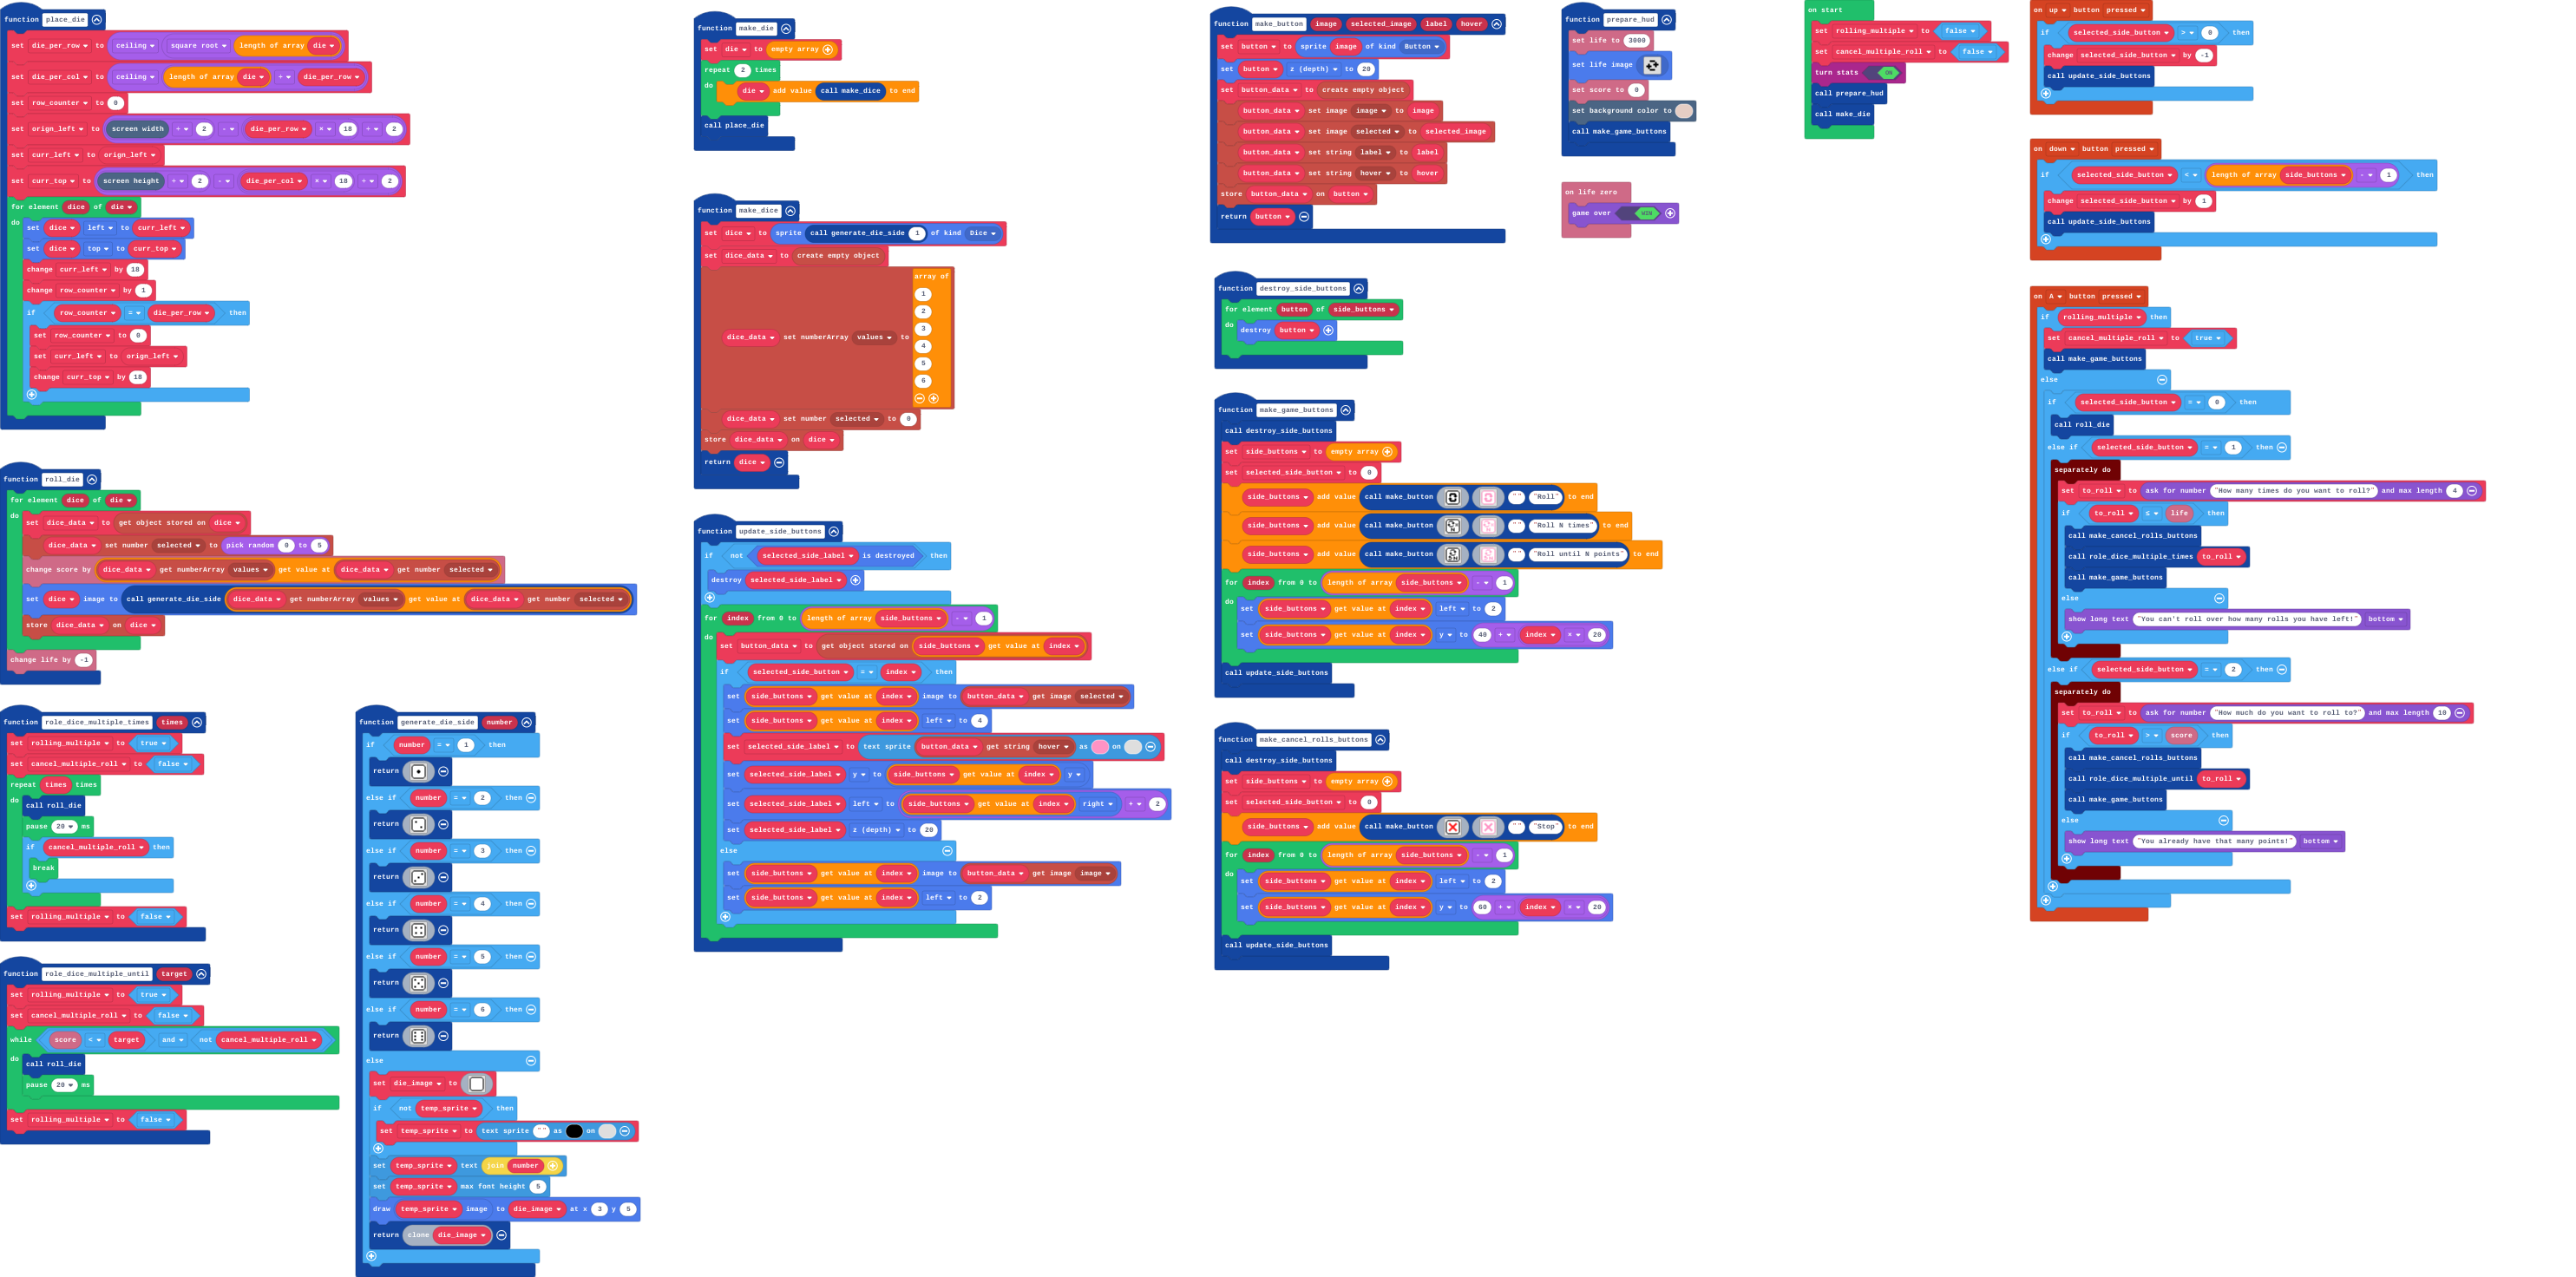 function place_die
set die_per_row to ceiling square root length of array die
set die_per_col to ceiling length of array die ÷ die_per_row
set row_counter to 0
set orign_left to screen width ÷ 2 - die_per_row × 18 ÷ 2
set curr_left to orign_left
set curr_top to screen height ÷ 2 - die_per_col × 18 ÷ 2
for element dice of die
do
set dice left to curr_left
set dice top to curr_top
change curr_left by 18
change row_counter by 1
if row_counter = die_per_row then
set row_counter to 0
set curr_left to orign_left
change curr_top by 18
function roll_die
for element dice of die
do
set dice_data to get object stored on dice
dice_data set number selected to pick random 0 to 5
change score by dice_data get numberArray values get value at dice_data get number selected
set dice image to call generate_die_side dice_data get numberArray values get value at dice_data get number selected
store dice_data on dice
change life by -1
function role_dice_multiple_times times
set rolling_multiple to true
set cancel_multiple_roll to false
repeat times times
do
call roll_die
pause 20 ms
if cancel_multiple_roll then
break
set rolling_multiple to false
function role_dice_multiple_until target
set rolling_multiple to true
set cancel_multiple_roll to false
while score < target and not cancel_multiple_roll
do
call roll_die
pause 20 ms
set rolling_multiple to false
function generate_die_side number
if number = 1 then
return
else if number = 2 then
return
else if number = 3 then
return
else if number = 4 then
return
else if number = 5 then
return
else if number = 6 then
return
else
set die_image to
if not temp_sprite then
set temp_sprite to text sprite "" as on
set temp_sprite text join number
set temp_sprite max font height 5
draw temp_sprite image to die_image at x 3 y 5
return clone die_image
function make_die
set die to empty array
repeat 2 times
do die add value call make_dice to end
call place_die
function make_dice
set dice to sprite call generate_die_side 1 of kind Dice
set dice_data to create empty object
dice_data set numberArray values to array of 1 2 3 4 5 6
dice_data set number selected to 0
store dice_data on dice
return dice
function update_side_buttons
if not selected_side_label is destroyed then
destroy selected_side_label
for index from 0 to length of array side_buttons - 1
do
set button_data to get object stored on side_buttons get value at index
if selected_side_button = index then
set side_buttons get value at index image to button_data get image selected
set side_buttons get value at index left to 4
set selected_side_label to text sprite button_data get string hover as on
set selected_side_label y to side_buttons get value at index y
set selected_side_label left to side_buttons get value at index right + 2
set selected_side_label z (depth) to 20
else
set side_buttons get value at index image to button_data get image image
set side_buttons get value at index left to 2
function make_button image selected_image label hover
set button to sprite image of kind Button
set button z (depth) to 20
set button_data to create empty object
button_data set image image to image
button_data set image selected to selected_image
button_data set string label to label
button_data set string hover to hover
store button_data on button
return button
function destroy_side_buttons
for element button of side_buttons
do destroy button
function make_game_buttons
call destroy_side_buttons
set side_buttons to empty array
set selected_side_button to 0
side_buttons add value call make_button "" "Roll" to end
side_buttons add value call make_button "" "Roll N times" to end
side_buttons add value call make_button "" "Roll until N points" to end
for index from 0 to length of array side_buttons - 1
do
set side_buttons get value at index left to 2
set side_buttons get value at index y to 40 + index × 20
call update_side_buttons
function make_cancel_rolls_buttons
call destroy_side_buttons
set side_buttons to empty array
set selected_side_button to 0
side_buttons add value call make_button "" "Stop" to end
for index from 0 to length of array side_buttons - 1
do
set side_buttons get value at index left to 2
set side_buttons get value at index y to 60 + index × 20
call update_side_buttons
function prepare_hud
set life to 3000
set life image
set score to 0
set background color to
call make_game_buttons
on life zero
game over WIN
on start
set rolling_multiple to false
set cancel_multiple_roll to false
turn stats ON
call prepare_hud
call make_die
on up button pressed
if selected_side_button > 0 then
change selected_side_button by -1
call update_side_buttons
on down button pressed
if selected_side_button < length of array side_buttons - 1 then
change selected_side_button by 1
call update_side_buttons
on A button pressed
if rolling_multiple then
set cancel_multiple_roll to true
call make_game_buttons
else
if selected_side_button = 0 then
call roll_die
else if selected_side_button = 1 then
separately do
set to_roll to ask for number "How many times do you want to roll?" and max length 4
if to_roll ≤ life then
call make_cancel_rolls_buttons
call role_dice_multiple_times to_roll
call make_game_buttons
else
show long text "You can't roll over how many rolls you have left!" bottom
else if selected_side_button = 2 then
separately do
set to_roll to ask for number "How much do you want to roll to?" and max length 10
if to_roll > score then
call make_cancel_rolls_buttons
call role_dice_multiple_until to_roll
call make_game_buttons
else
show long text "You already have that many points!" bottom